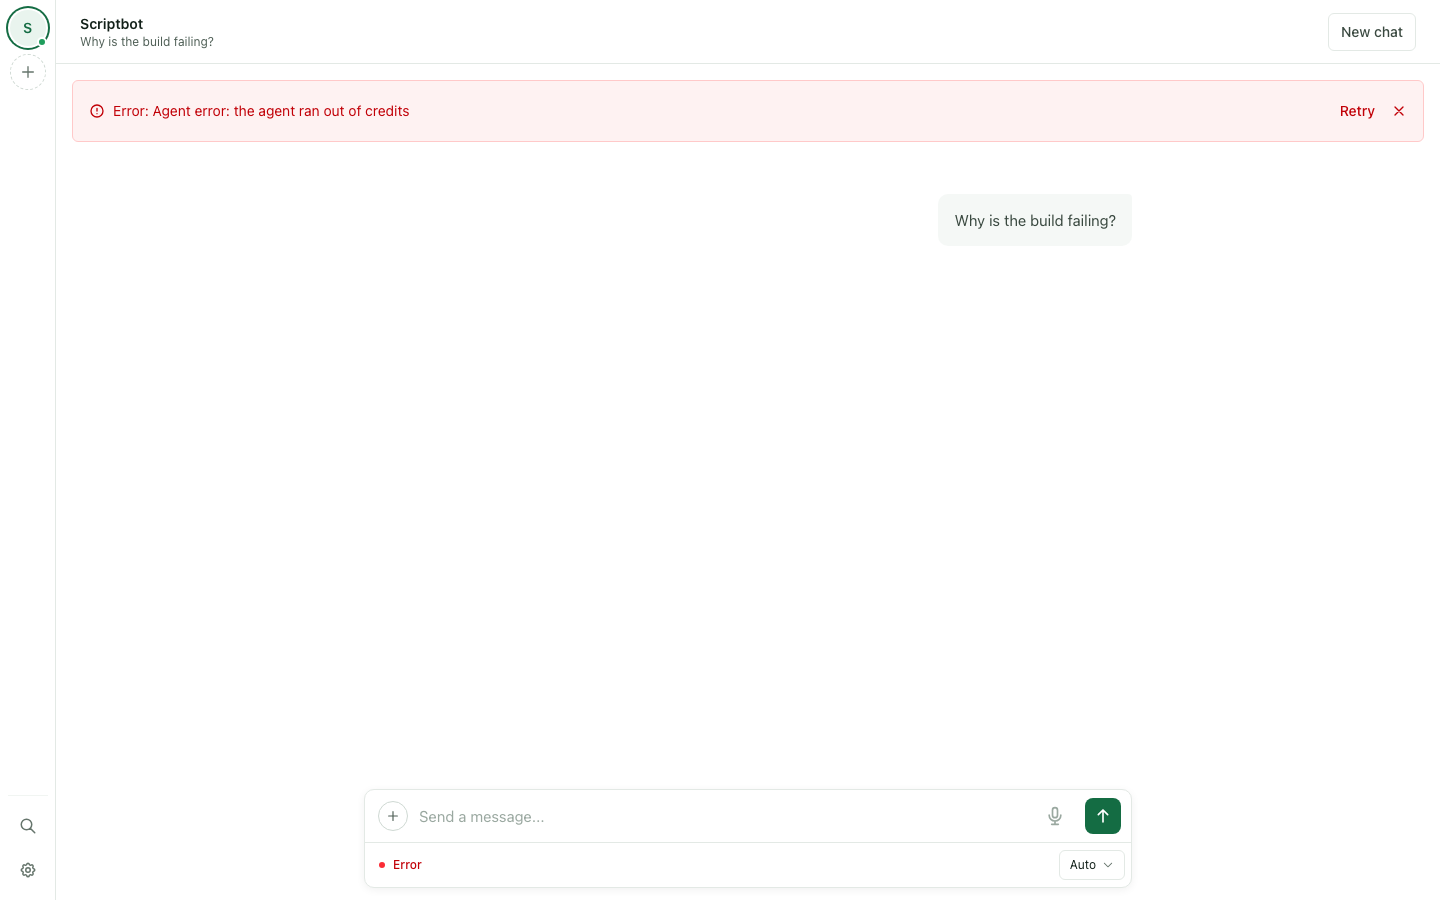 S
Scriptbot
Why is the build failing?
New chat
Error: Agent error: the agent ran out of credits
Retry
Why is the build failing?
Send a message...
Error
Auto